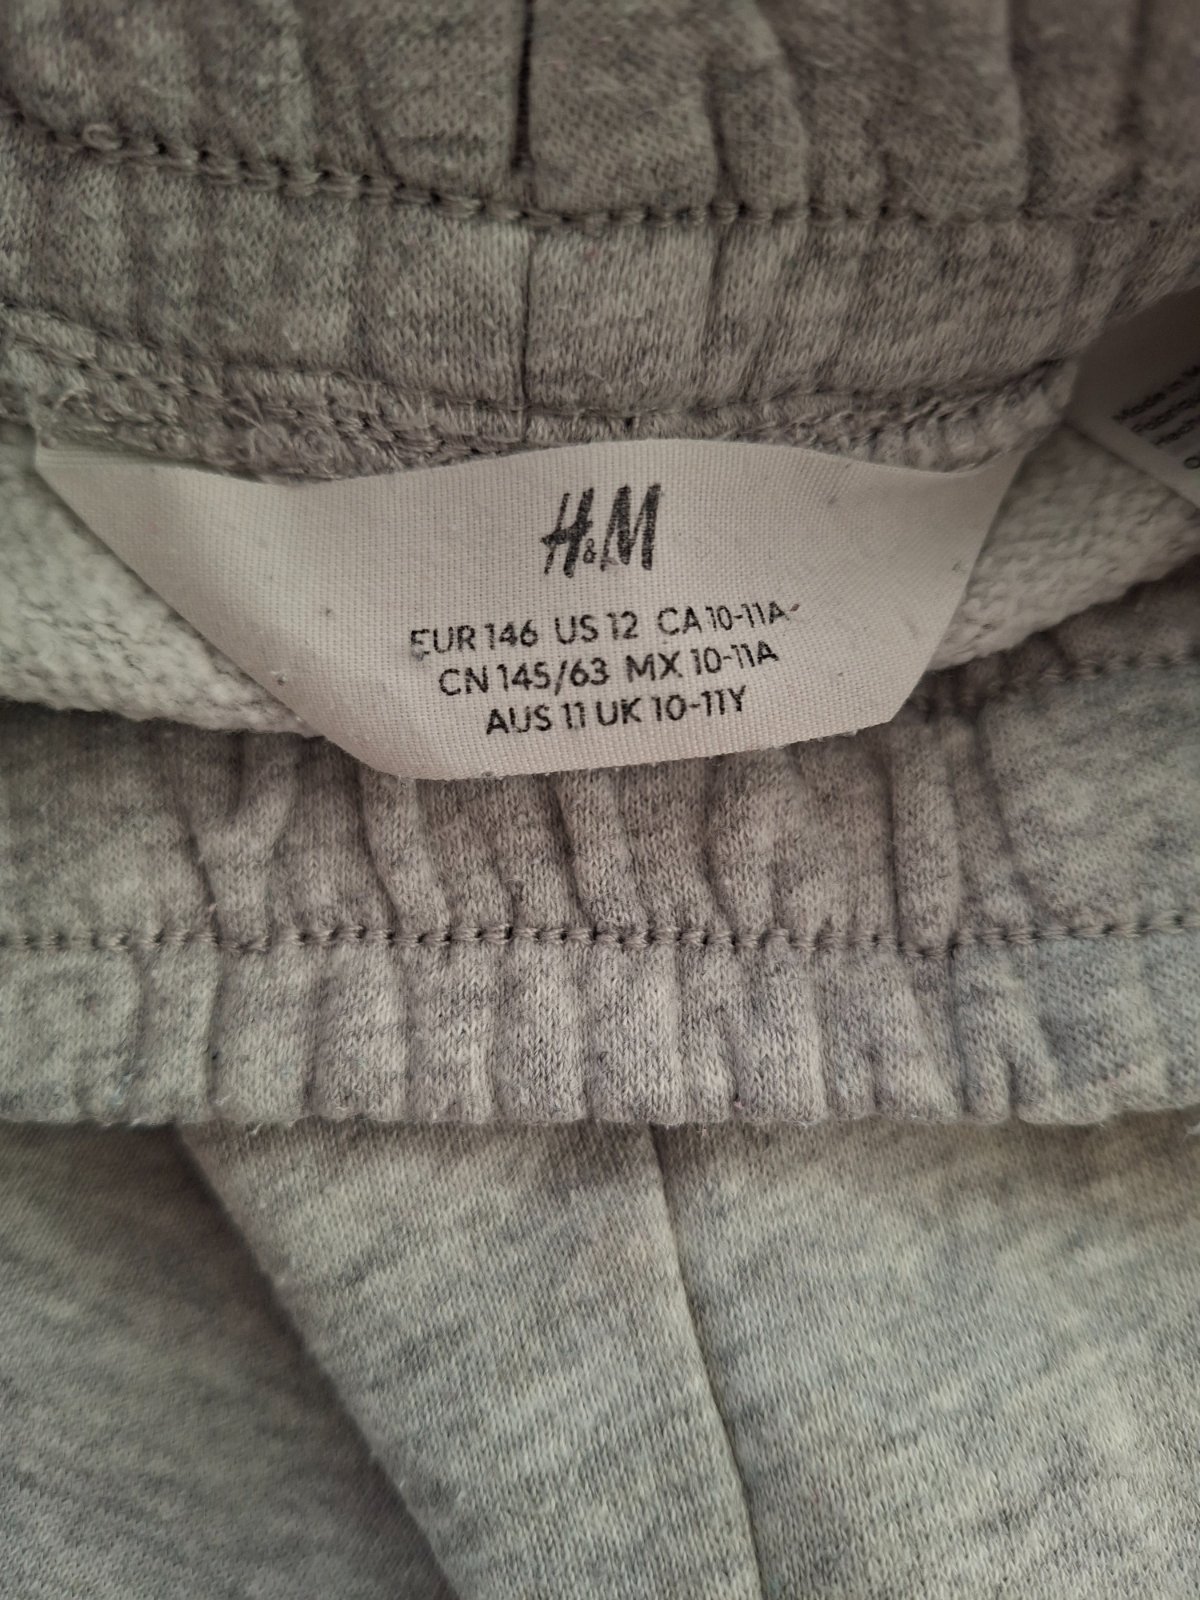 H&M
EUR 146 US 12 CA 10-11A
CN 145/63 MX 10-11A
AUS 11 UK 10-11Y